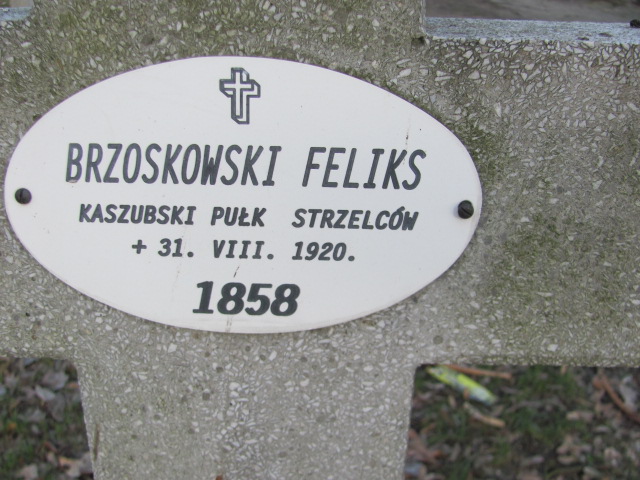 BRZOSKOWSKI FELIKS
KASZUBSKI PUŁK STRZELCÓW
+ 31. VIII. 1920.
1858